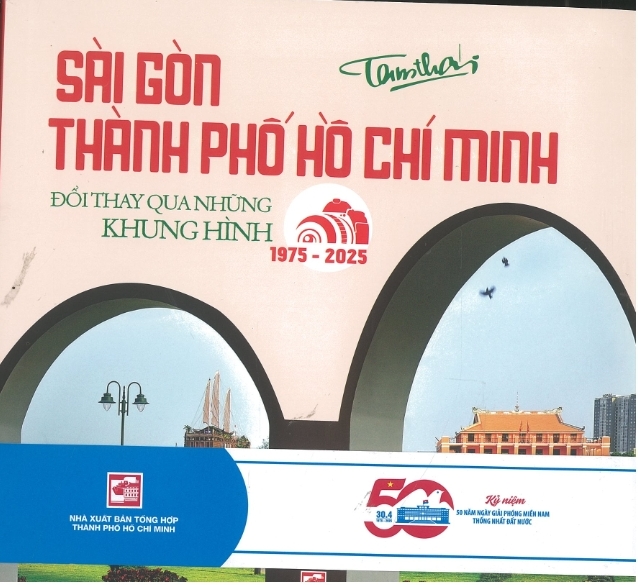 Tamthái
SÀI GÒN
THÀNH PHỐ HỒ CHÍ MINH
ĐỔI THAY QUA NHỮNG
KHUNG HÌNH
1975 - 2025
NHÀ XUẤT BẢN TỔNG HỢP
THÀNH PHỐ HỒ CHÍ MINH
50
30.4
Kỷ niệm
50 NĂM NGÀY GIẢI PHÓNG MIỀN NAM
THỐNG NHẤT ĐẤT NƯỚC